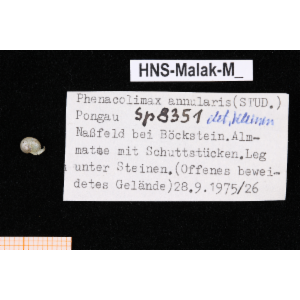 HNS-Malak-M_
Phenacolimax annularis(STUD.)
Pongau Sp8351 det.
Naßfeld bei Böckstein.Alm-
matte mit Schuttstücken.Leg
unter Steinen.(Offenes bewei-
detes Gelände)28.9.1975/26